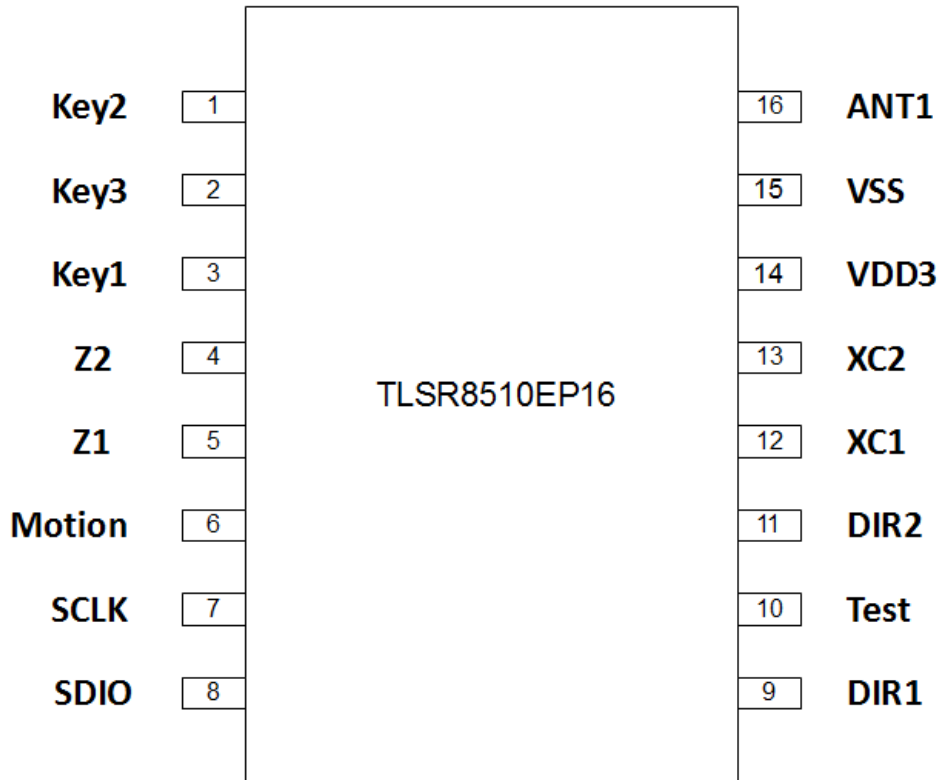 Key2 1 16 ANT1
Key3 2 15 VSS
Key1 3 14 VDD3
Z2 4 13 XC2
TLSR8510EP16
Z1 5 12 XC1
Motion 6 11 DIR2
SCLK 7 10 Test
SDIO 8 9 DIR1